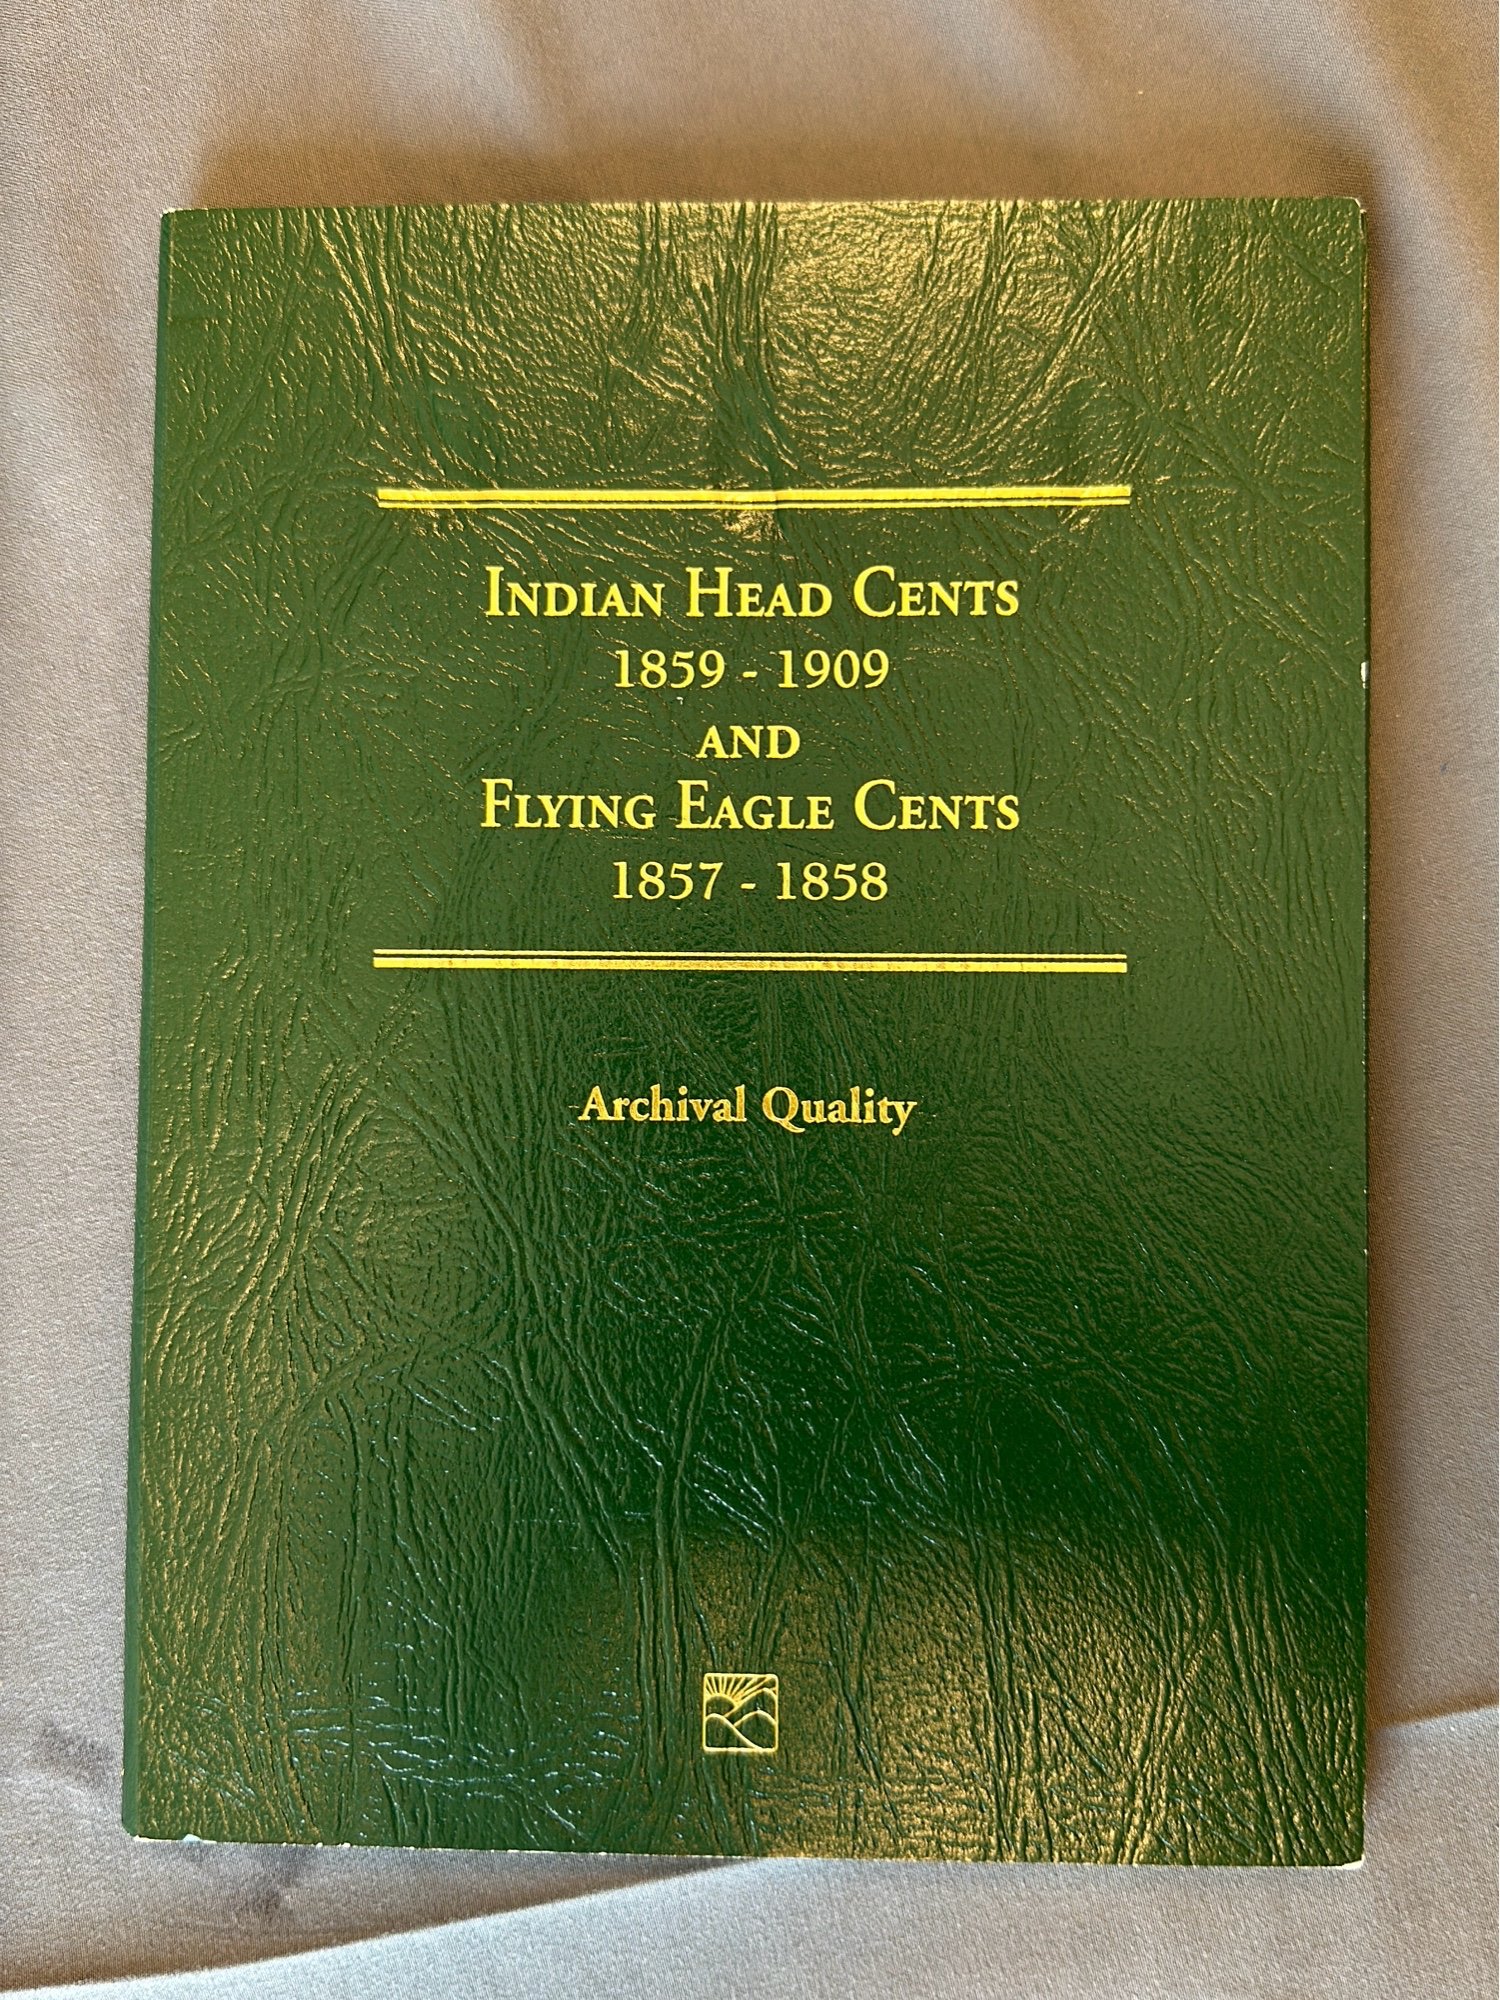 Indian Head Cents
1859 - 1909
and
Flying Eagle Cents
1857 - 1858
Archival Quality